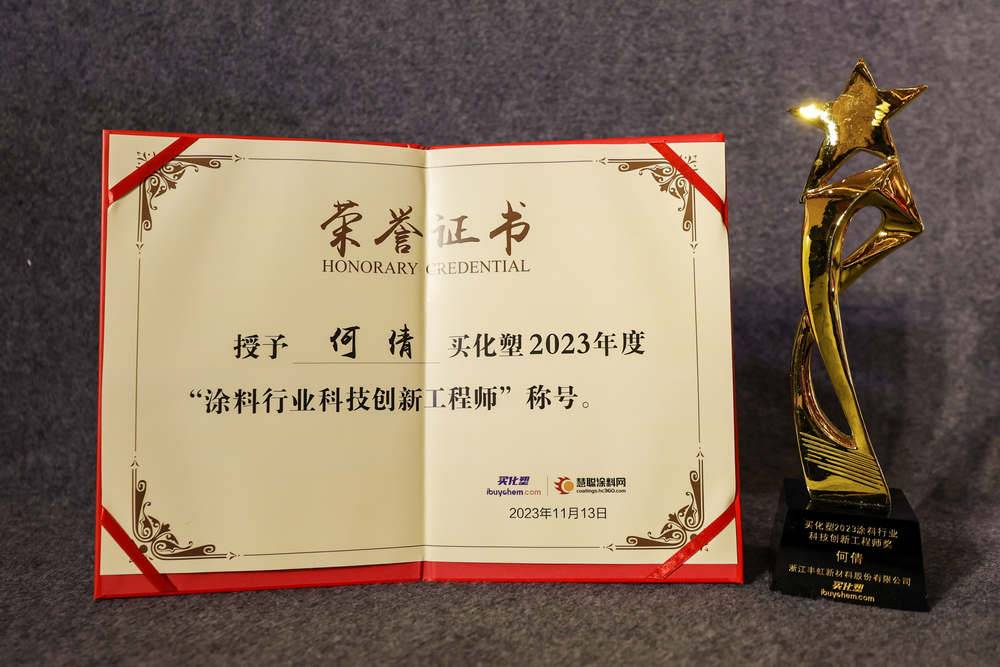 荣誉证书
HONORARY CREDENTIAL
授予 何倩 买化塑2023年度
“涂料行业科技创新工程师”称号。
买化塑
ibuychem.com
慧聪涂料网
coatings.hc360.com
2023年11月13日
买化塑2023涂料行业
科技创新工程师奖
何倩
浙江丰虹新材料股份有限公司
买化塑
ibuychem.com